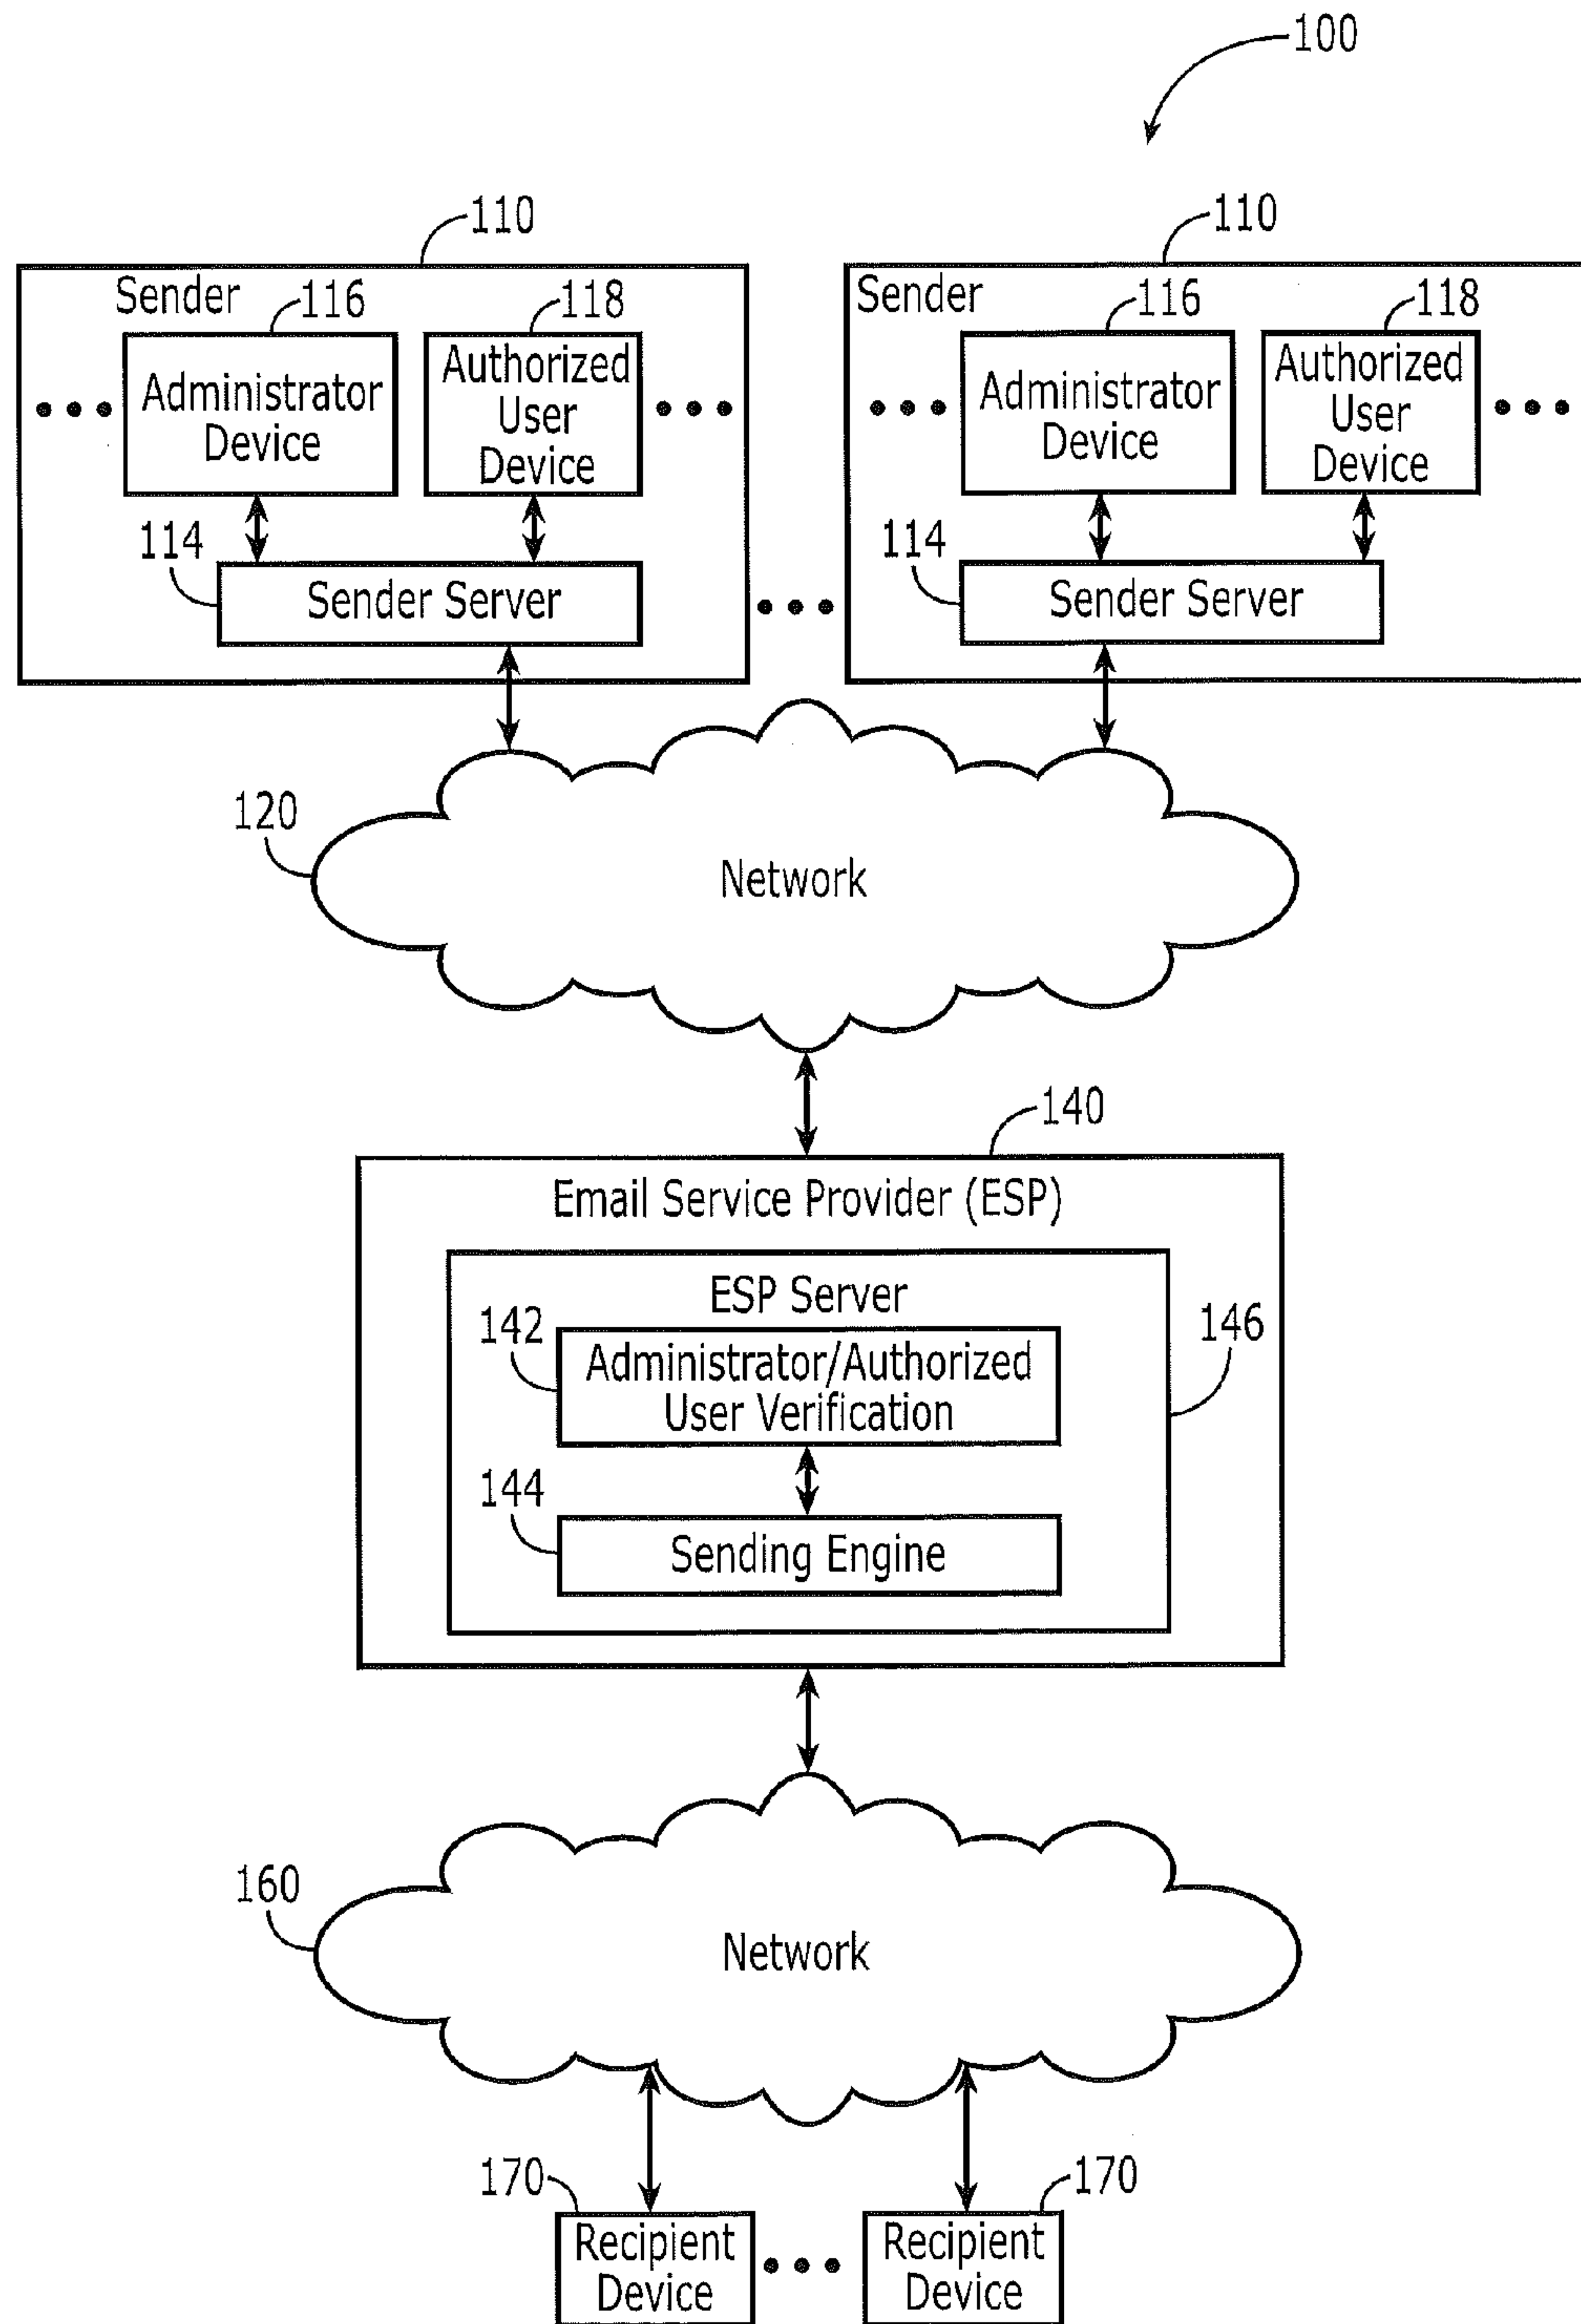 100
110
110
Sender
116
118
Sender
116
118
Administrator
Device
Authorized
User
Device
Administrator
Device
Authorized
User
Device
114
Sender Server
114
Sender Server
120
Network
140
Email Service Provider (ESP)
ESP Server
142
146
Administrator/Authorized
User Verification
144
Sending Engine
160
Network
170
170
Recipient
Device
Recipient
Device